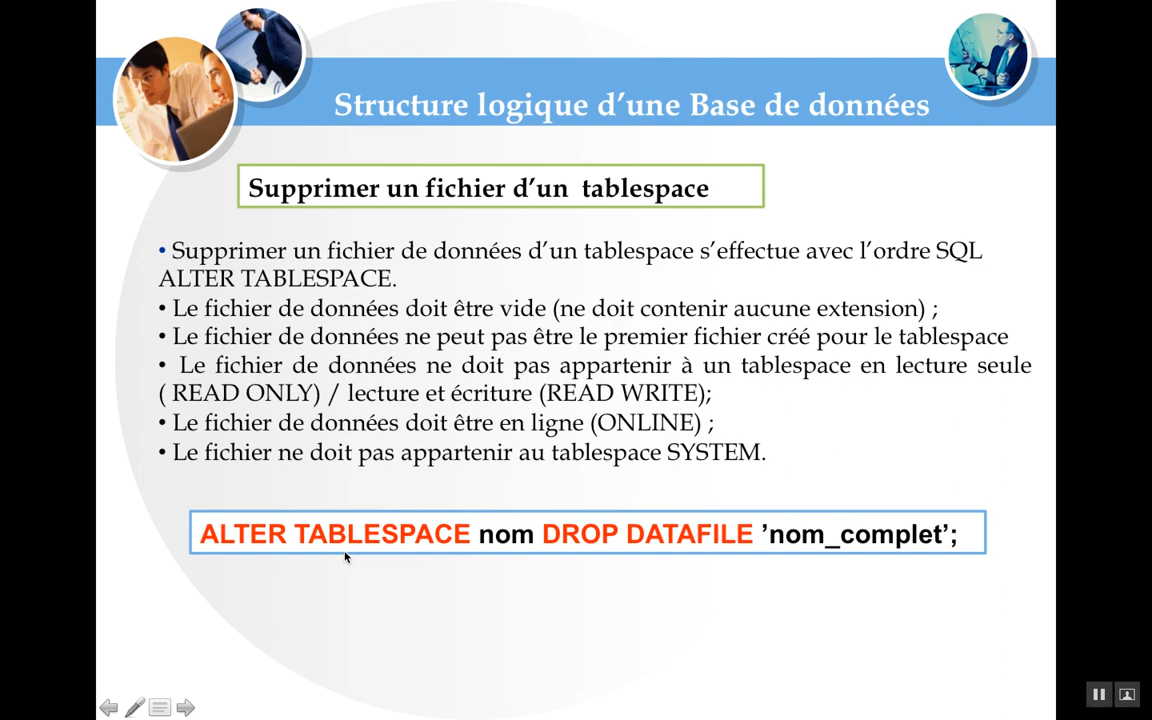 Structure logique d’une Base de données
Supprimer un fichier d’un tablespace
• Supprimer un fichier de données d’un tablespace s’effectue avec l’ordre SQL
ALTER TABLESPACE.
• Le fichier de données doit être vide (ne doit contenir aucune extension) ;
• Le fichier de données ne peut pas être le premier fichier créé pour le tablespace
• Le fichier de données ne doit pas appartenir à un tablespace en lecture seule
( READ ONLY) / lecture et écriture (READ WRITE);
• Le fichier de données doit être en ligne (ONLINE) ;
• Le fichier ne doit pas appartenir au tablespace SYSTEM.
ALTER TABLESPACE nom DROP DATAFILE ’nom_complet’;